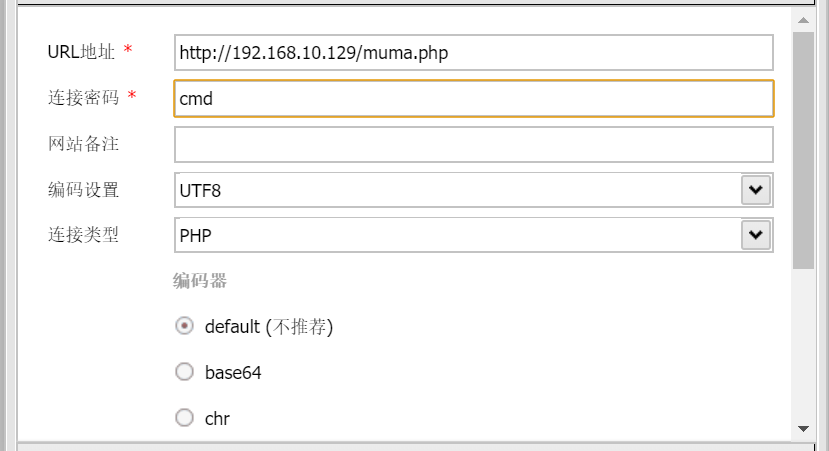 URL地址 * http://192.168.10.129/muma.php
连接密码 * cmd
网站备注
编码设置 UTF8
连接类型 PHP
编码器
default (不推荐)
base64
chr